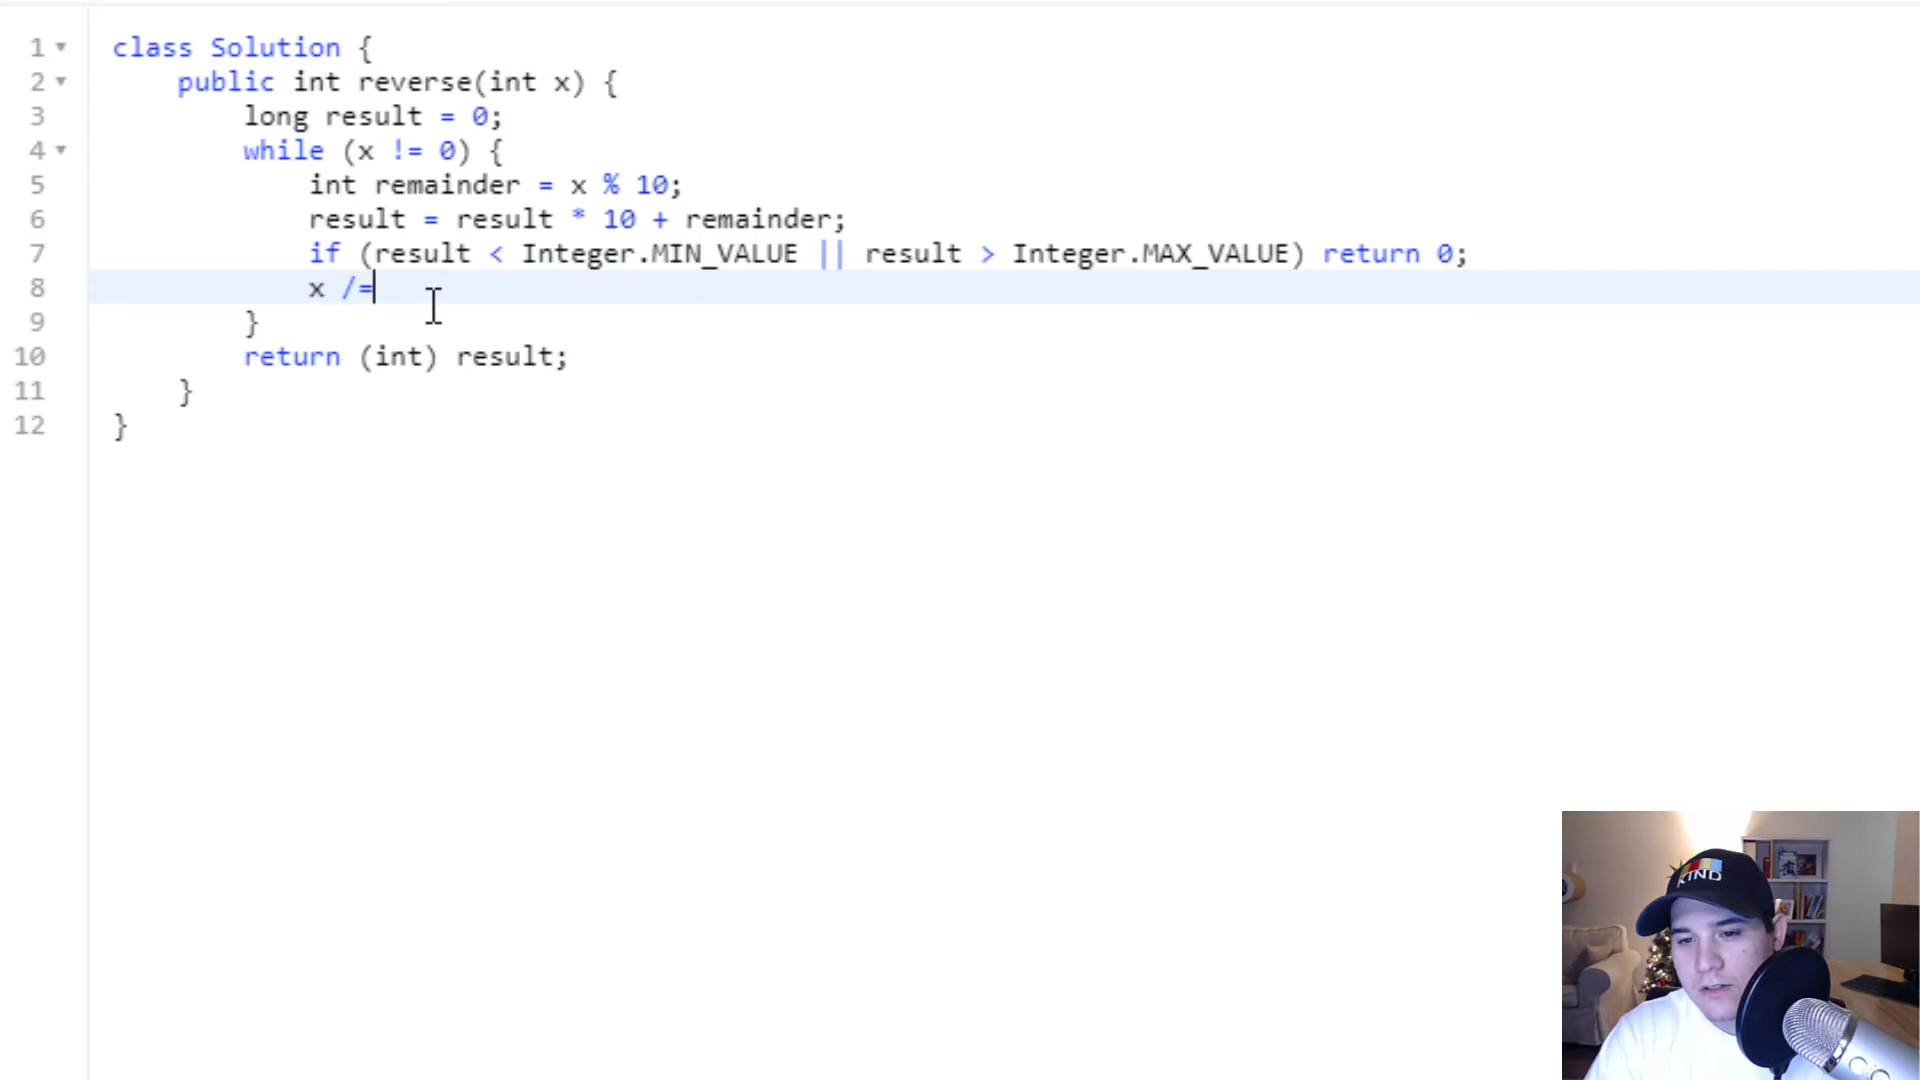 1 class Solution {
2 public int reverse(int x) {
3 long result = 0;
4 while (x != 0) {
5 int remainder = x % 10;
6 result = result * 10 + remainder;
7 if (result < Integer.MIN_VALUE || result > Integer.MAX_VALUE) return 0;
8 x /=
9 }
10 return (int) result;
11 }
12 }
KIND